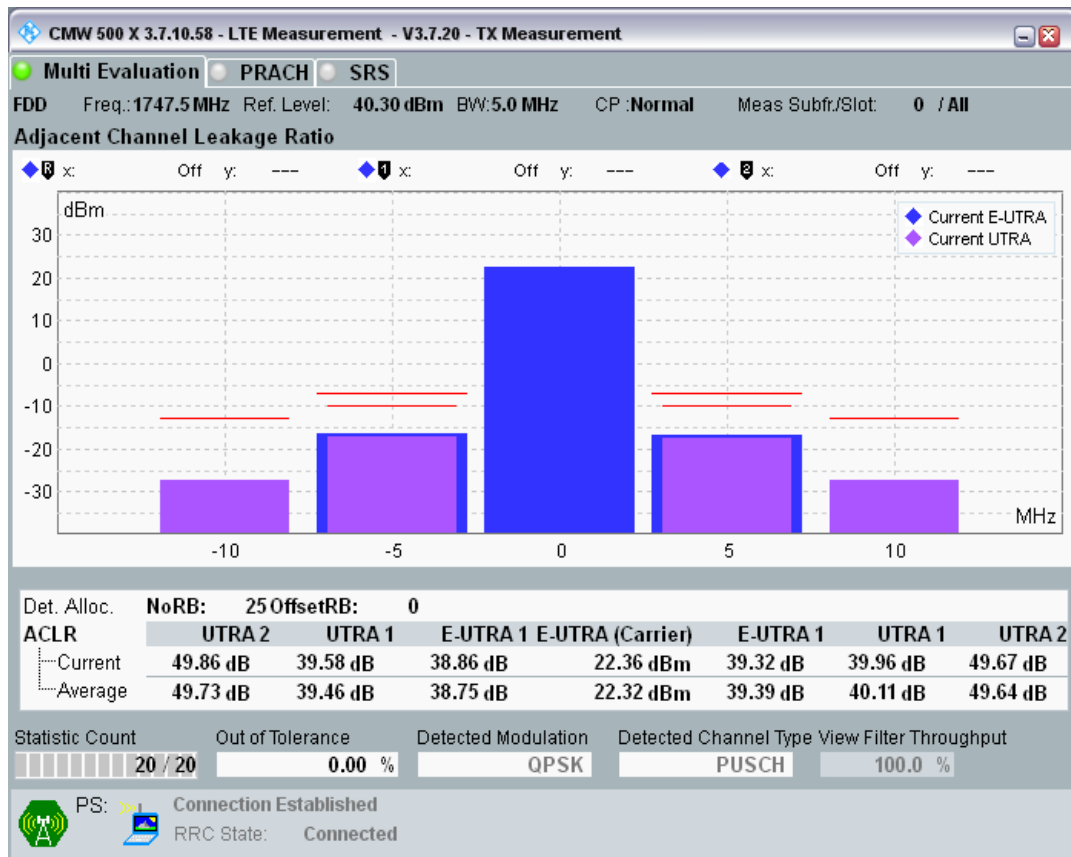 CMW 500 X 3.7.10.58 - LTE Measurement - V3.7.20 - TX Measurement
Multi Evaluation PRACH SRS
FDD Freq.:1747.5 MHz Ref. Level: 40.30 dBm BW:5.0 MHz CP :Normal Meas Subfr./Slot: 0 / All
Adjacent Channel Leakage Ratio
R x: Off y: --- 1 x: Off y: --- 2 x: Off y: ---
dBm
Current E-UTRA
Current UTRA
30
20
10
0
-10
-20
-30
MHz
-10 -5 0 5 10
Det. Alloc. NoRB: 25 OffsetRB: 0
ACLR UTRA 2 UTRA 1 E-UTRA 1 E-UTRA (Carrier) E-UTRA 1 UTRA 1 UTRA 2
Current 49.86 dB 39.58 dB 38.86 dB 22.36 dBm 39.32 dB 39.96 dB 49.67 dB
Average 49.73 dB 39.46 dB 38.75 dB 22.32 dBm 39.39 dB 40.11 dB 49.64 dB
Statistic Count Out of Tolerance Detected Modulation Detected Channel Type View Filter Throughput
20 / 20 0.00 % QPSK PUSCH 100.0 %
PS: Connection Established
RRC State: Connected